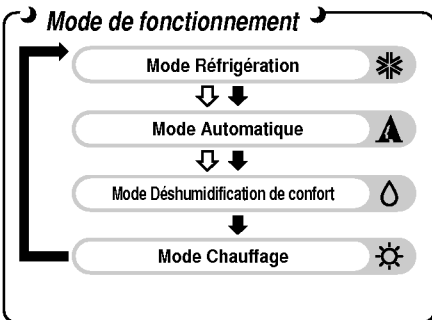 Mode de fonctionnement
Mode Réfrigération
Mode Automatique
Mode Déshumidification de confort
Mode Chauffage